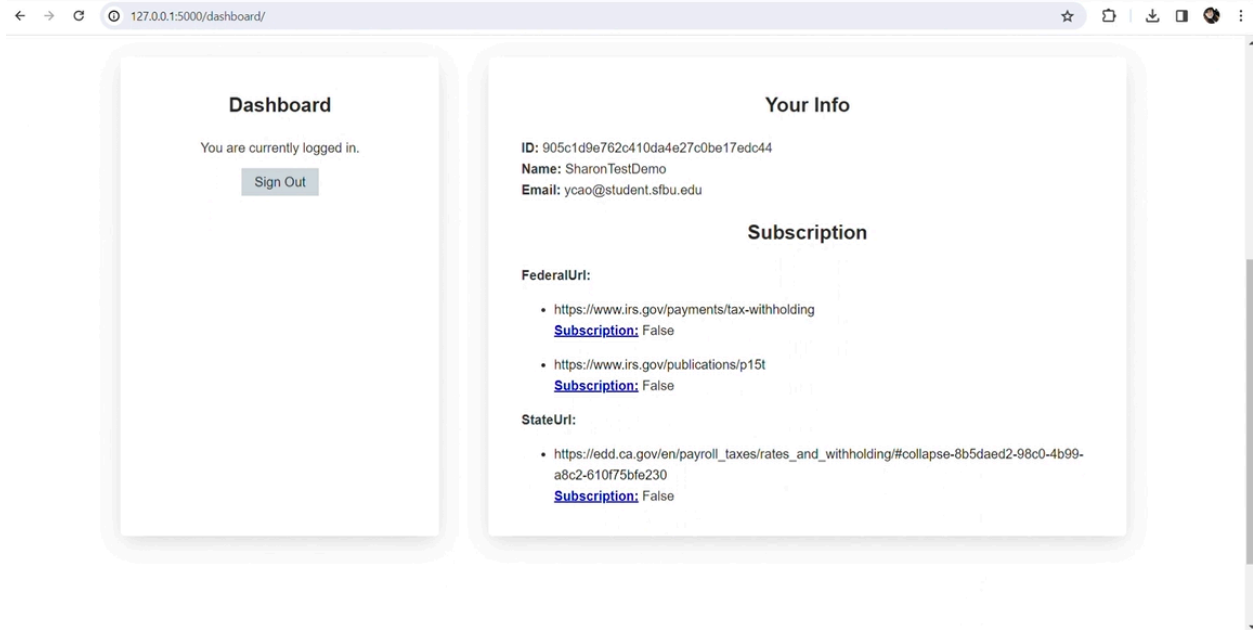 127.0.0.1:5000/dashboard/
Dashboard
You are currently logged in.
Sign Out
Your Info
ID: 905c1d9e762c410da4e27c0be17edc44
Name: SharonTestDemo
Email: ycao@student.sfbu.edu
Subscription
FederalUrl:
• https://www.irs.gov/payments/tax-withholding
Subscription: False
• https://www.irs.gov/publications/p15t
Subscription: False
StateUrl:
• https://edd.ca.gov/en/payroll_taxes/rates_and_withholding/#collapse-8b5daed2-98c0-4b99-
a8c2-610f75bfe230
Subscription: False